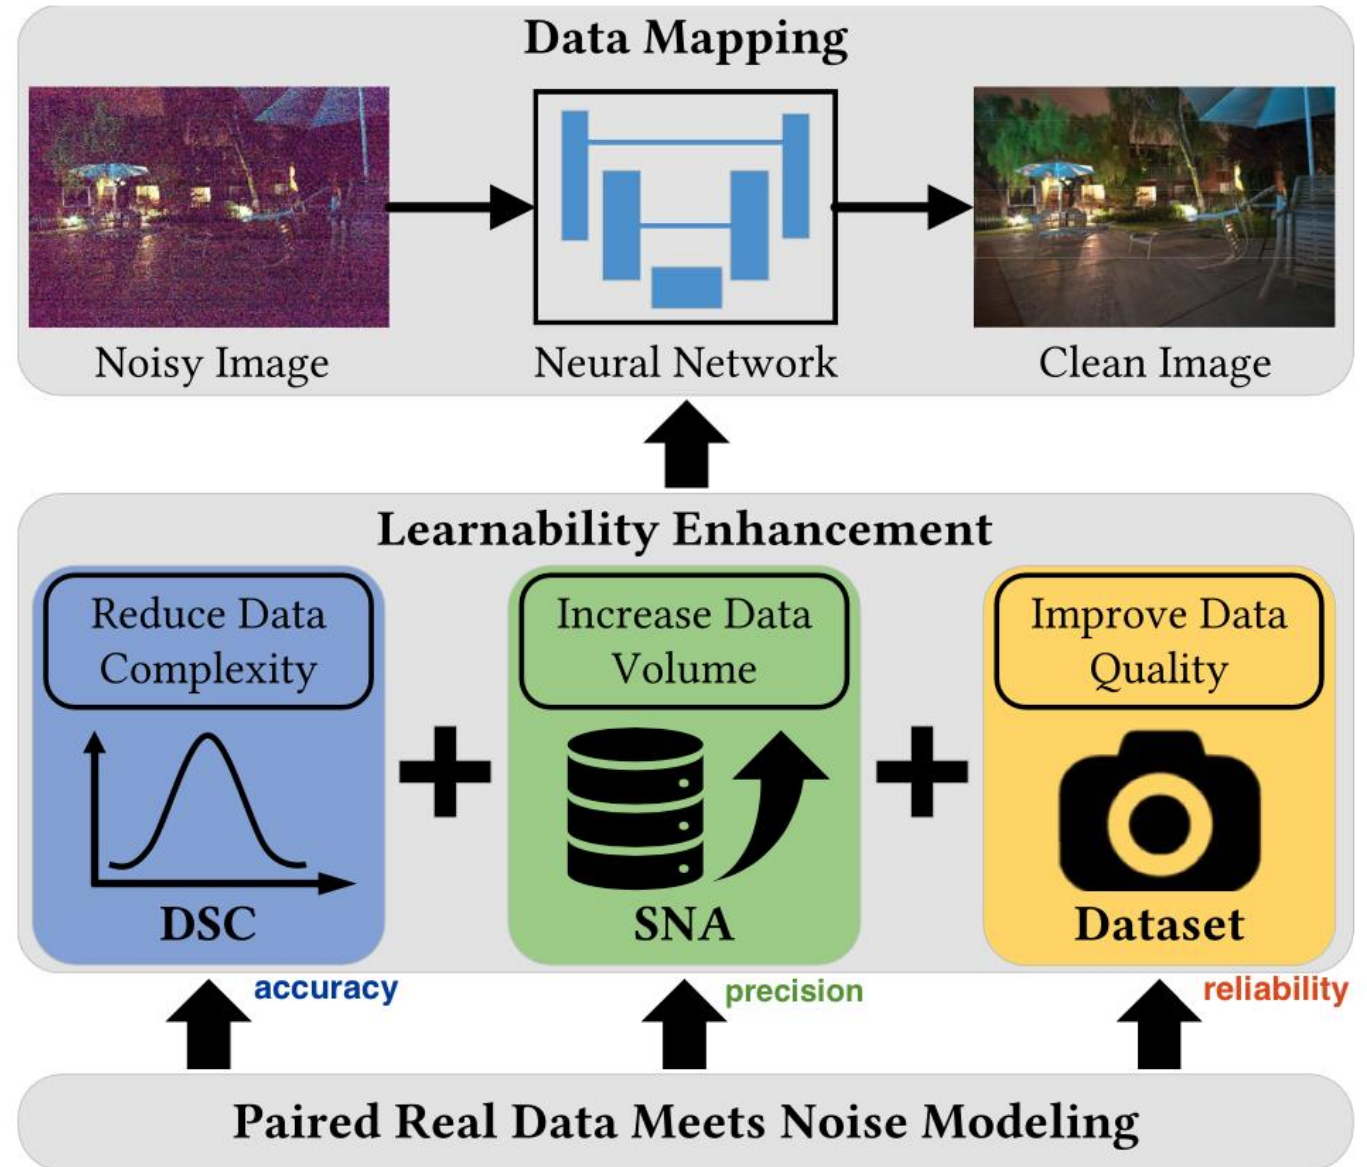 Data Mapping
Noisy Image
Neural Network
Clean Image
Learnability Enhancement
Reduce Data
Complexity
Increase Data
Volume
Improve Data
Quality
DSC
SNA
Dataset
accuracy
precision
reliability
Paired Real Data Meets Noise Modeling